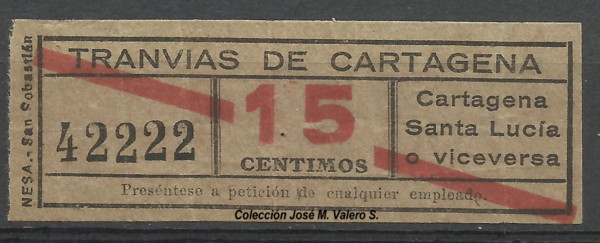 NESA.- San Sebastián
TRANVIAS DE CARTAGENA
42222
15
CENTIMOS
Cartagena
Santa Lucía
o viceversa
Preséntese a petición de cualquier empleado.
Colección José M. Valero S.